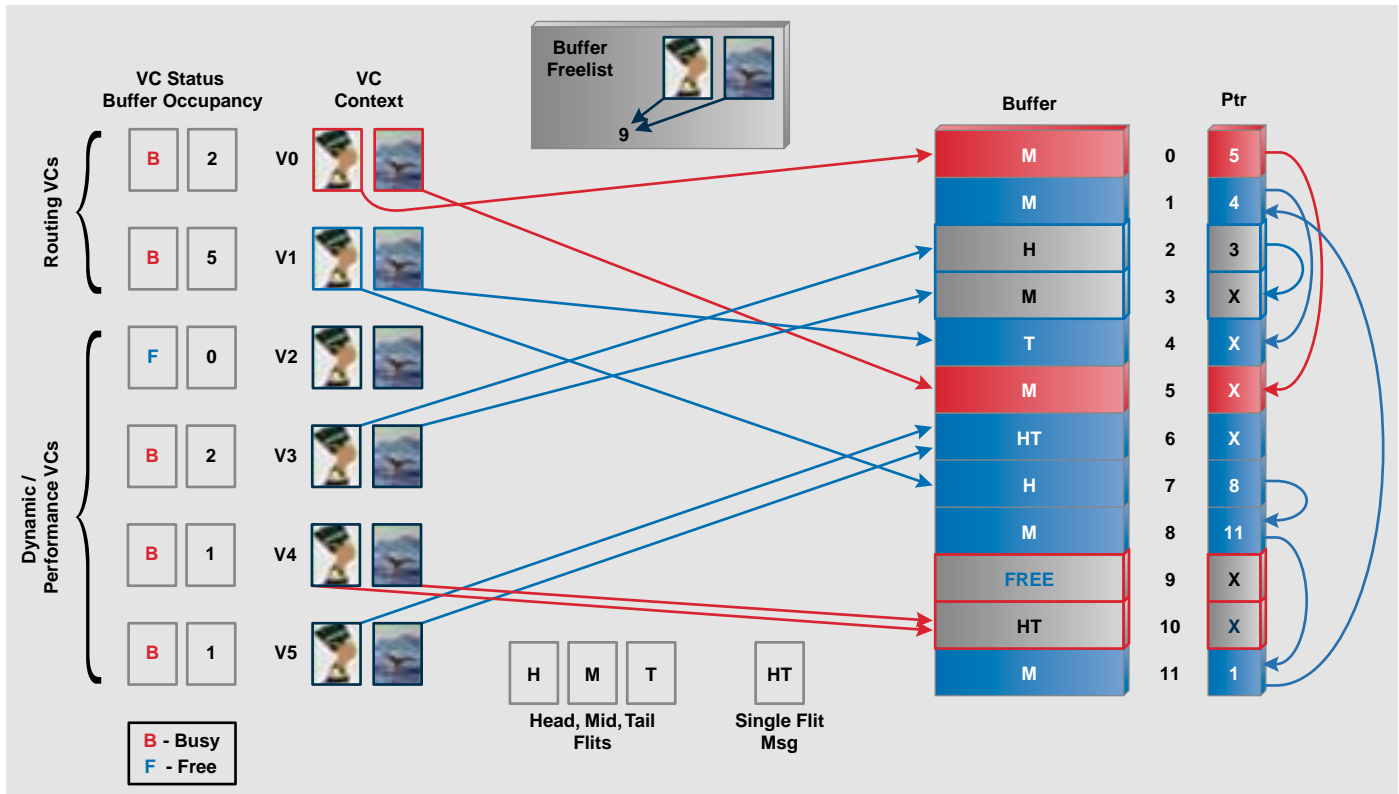 Buffer
Freelist
9
VC Status
Buffer Occupancy
VC
Context
Buffer
Ptr
Routing VCs
B 2 V0
B 5 V1
Dynamic /
Performance VCs
F 0 V2
B 2 V3
B 1 V4
B 1 V5
M 0 5
M 1 4
H 2 3
M 3 X
T 4 X
M 5 X
HT 6 X
H 7 8
M 8 11
FREE 9 X
HT 10 X
M 11 1
H M T
Head, Mid, Tail
Flits
HT
Single Flit
Msg
B - Busy
F - Free